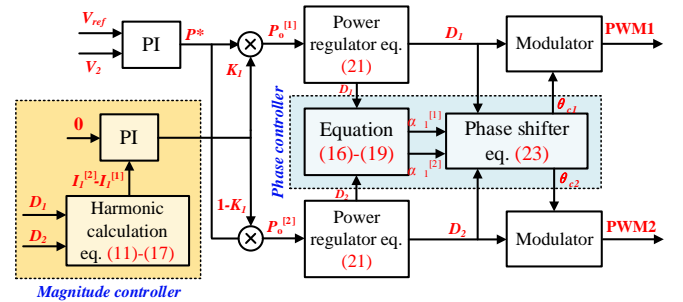 V_ref
V_2
PI
P*
K_1
P_o^[1]
Power
regulator eq.
(21)
D_1
Modulator
PWM1
D_1
θ_c1
Phase controller
Equation
(16)-(19)
α_1^[1]
α_1^[2]
Phase shifter
eq. (23)
0
PI
I_1^[2]-I_1^[1]
D_1
D_2
Harmonic
calculation
eq. (11)-(17)
Magnitude controller
1-K_1
P_o^[2]
D_2
Power
regulator eq.
(21)
D_2
θ_c2
Modulator
PWM2